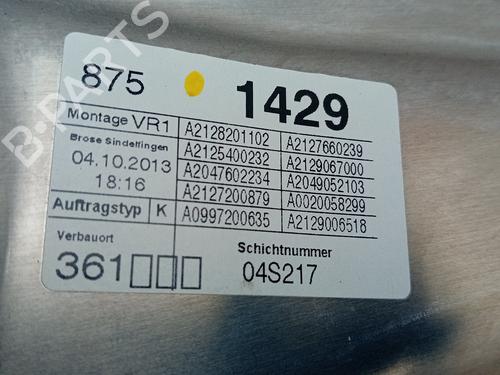 875 1429
Montage VR1
Brose Sindelfingen
04.10.2013
18:16
Auftragstyp K
A2128201102 A2127660239
A2125400232 A2129067000
A2047602234 A2049052103
A2127200879 A0020058299
A0997200635 A2129006518
Verbauort
361□□□
Schichtnummer
04S217
B-PARTS